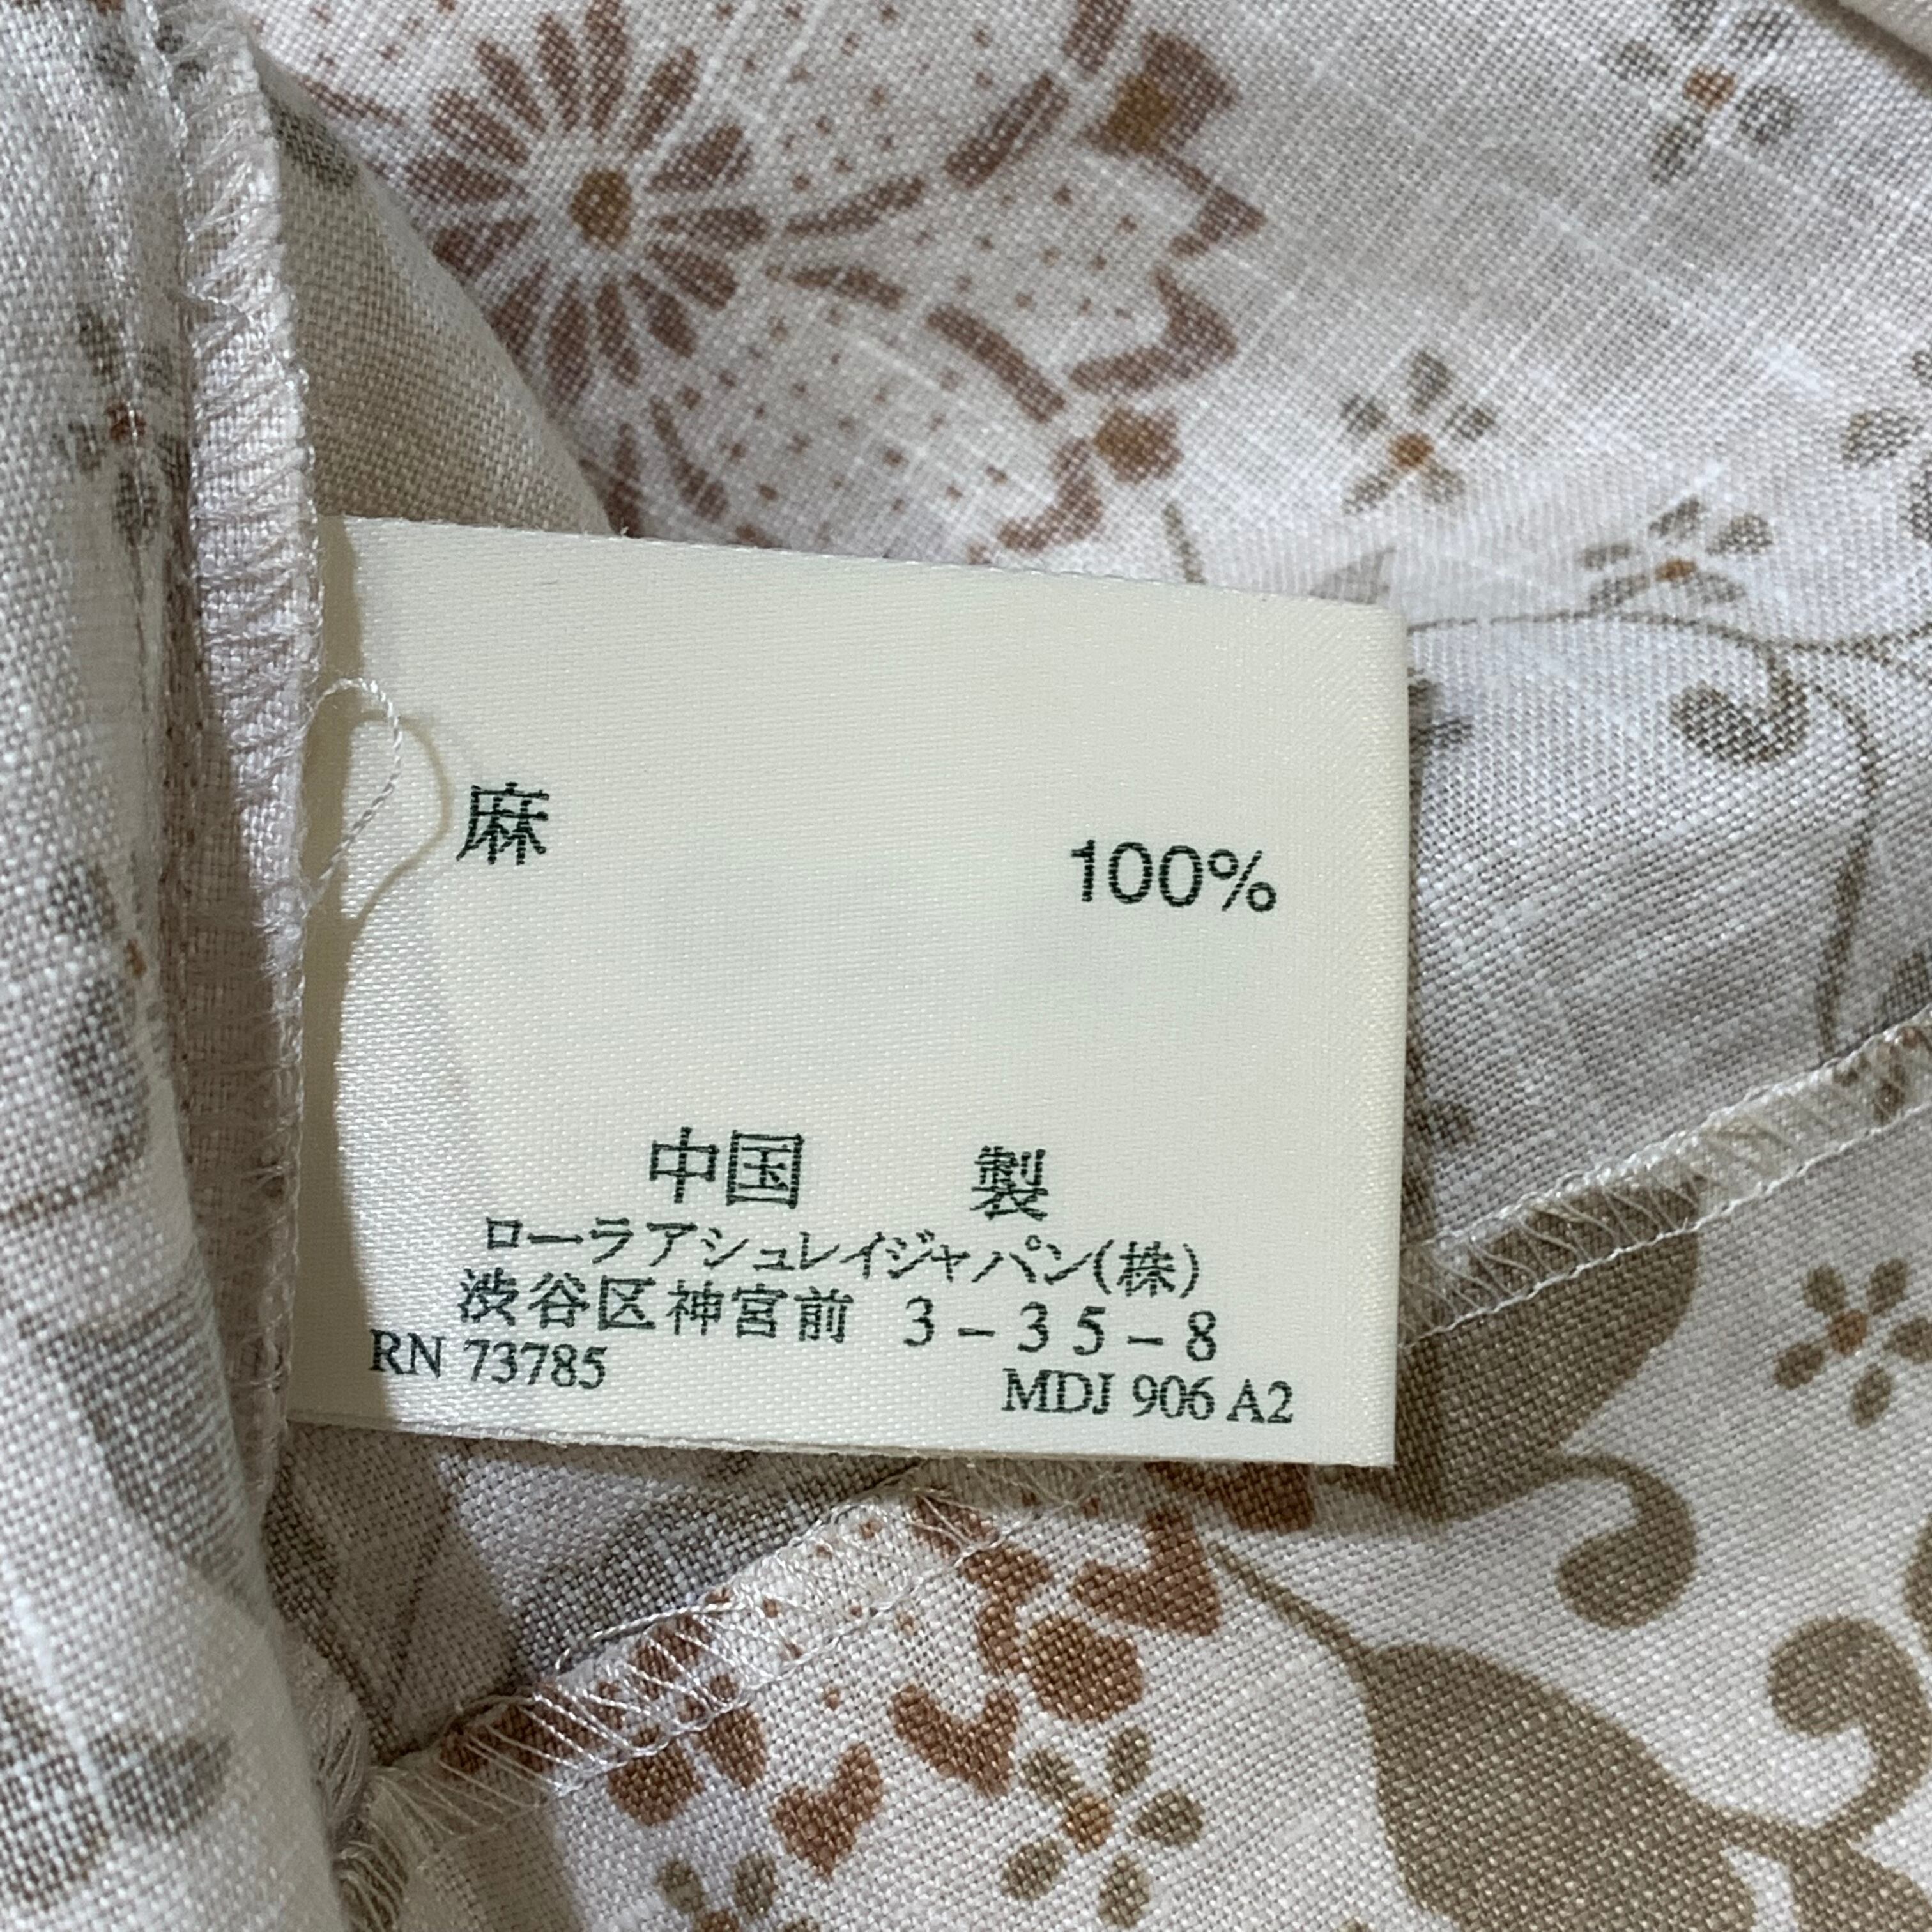 麻 100%
中国 製
ローラアシュレイジャパン(株)
渋谷区神宮前 3-35-8
RN 73785 MDJ 906 A2